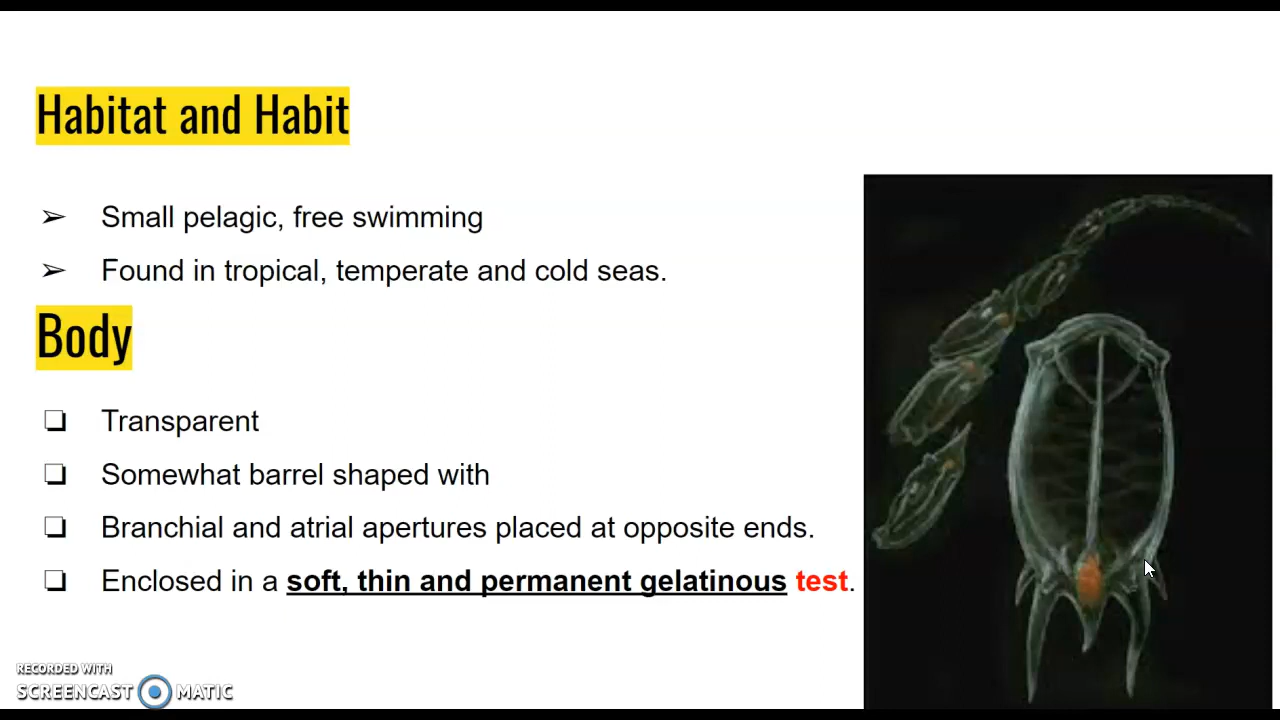 Habitat and Habit
➢ Small pelagic, free swimming
➢ Found in tropical, temperate and cold seas.
Body
❏ Transparent
❏ Somewhat barrel shaped with
❏ Branchial and atrial apertures placed at opposite ends.
❏ Enclosed in a soft, thin and permanent gelatinous test.
RECORDED WITH
SCREENCAST MATIC